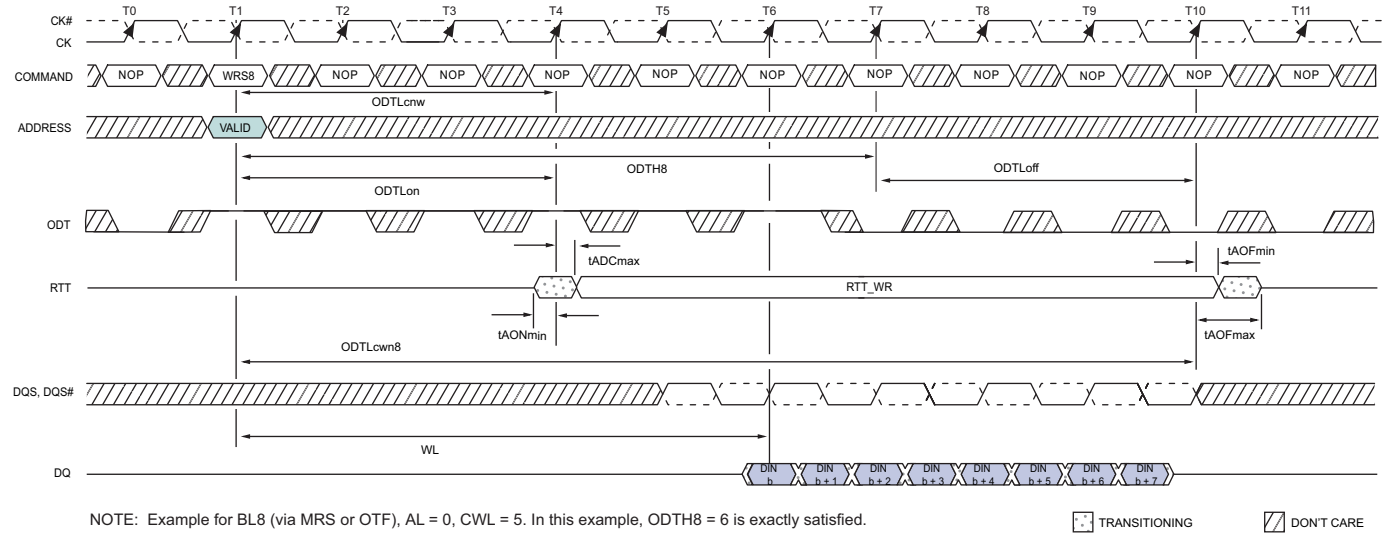 T0 T1 T2 T3 T4 T5 T6 T7 T8 T9 T10 T11
CK#
CK
COMMAND NOP WRS8 NOP NOP NOP NOP NOP NOP NOP NOP NOP NOP
ODTLcnw
ADDRESS VALID
ODTH8
ODTLoff
ODTLon
ODT
tADCmax
tAOFmin
RTT RTT_WR
tAONmin
tAOFmax
ODTLcwn8
DQS, DQS#
WL
DQ
DIN b DIN b + 1 DIN b + 2 DIN b + 3 DIN b + 4 DIN b + 5 DIN b + 6 DIN b + 7
NOTE: Example for BL8 (via MRS or OTF), AL = 0, CWL = 5. In this example, ODTH8 = 6 is exactly satisfied.
TRANSITIONING DON'T CARE